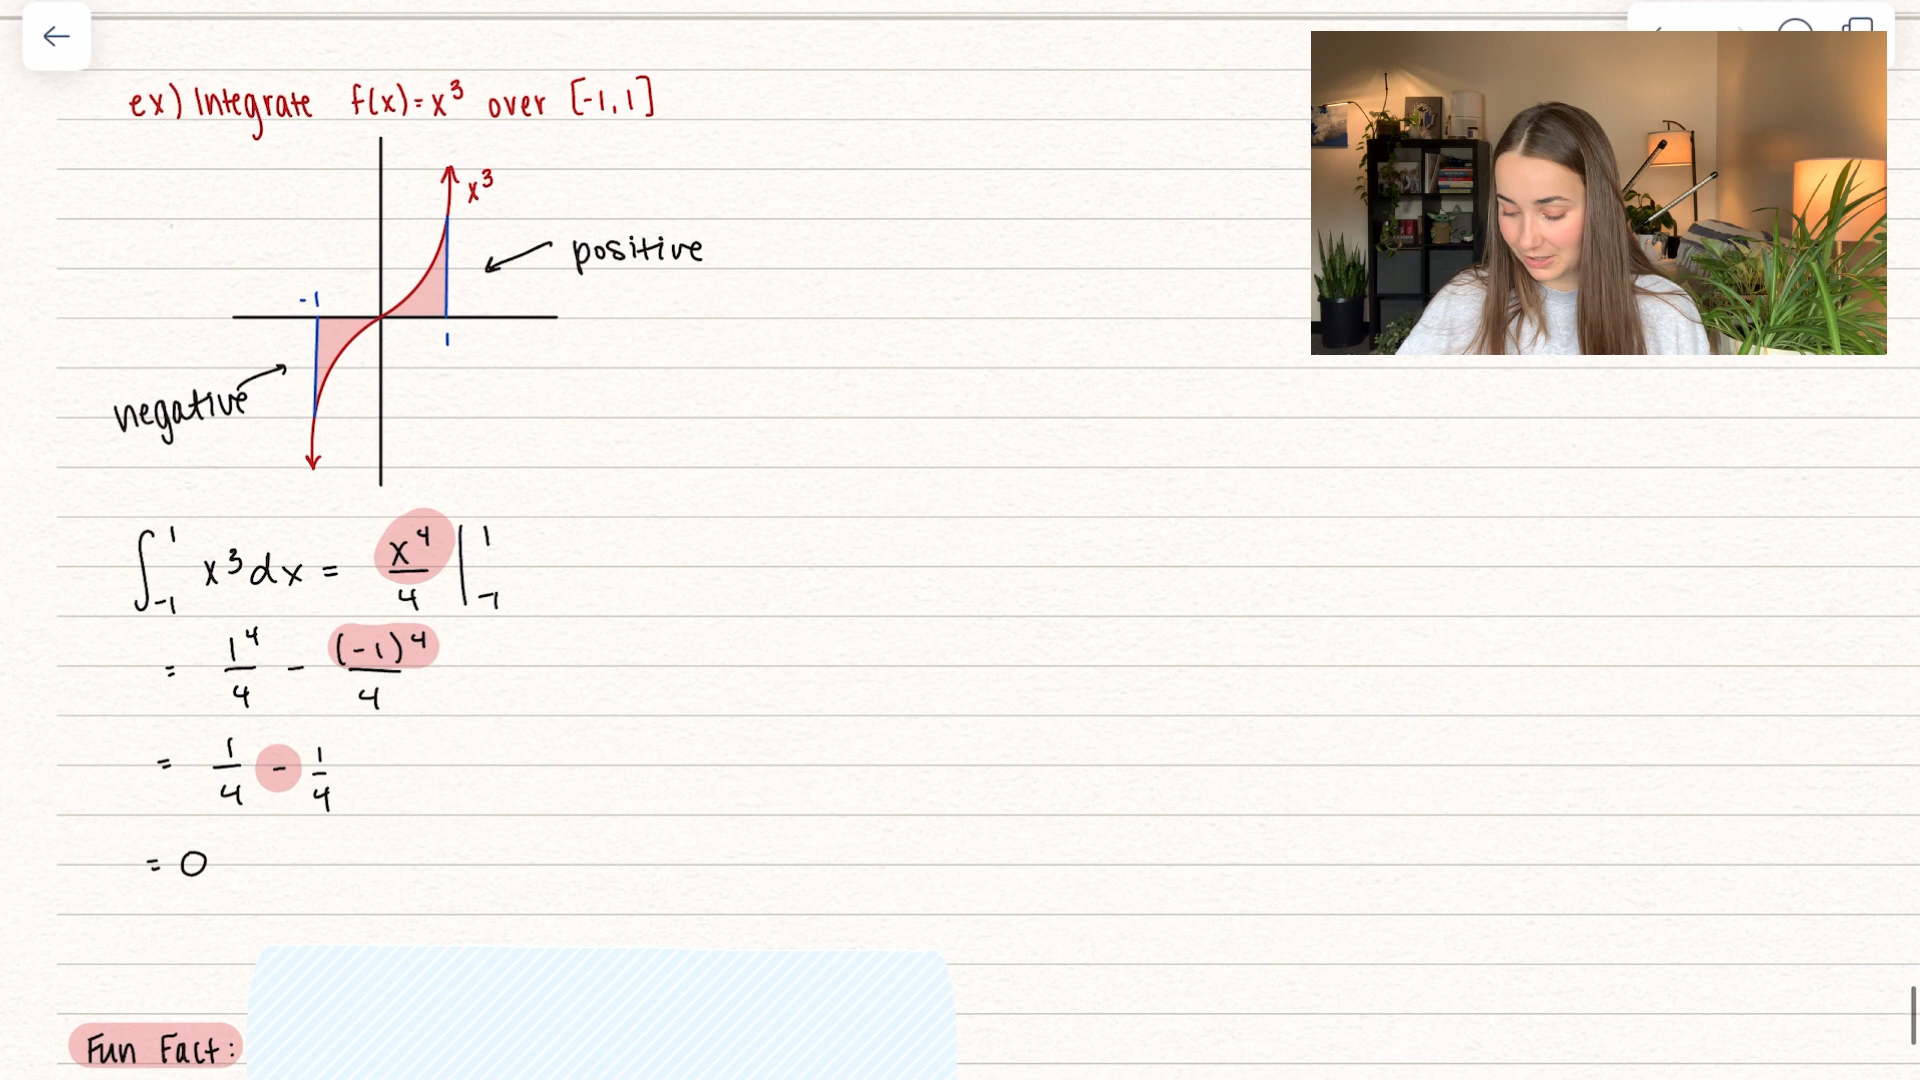 ex) Integrate f(x)=x³ over [-1,1]
x³
positive
-1
1
negative
∫₋₁¹ x³dx = x⁴/4 |₋₁¹
= 1⁴/4 - (-1)⁴/4
= 1/4 - 1/4
= 0
Fun Fact: